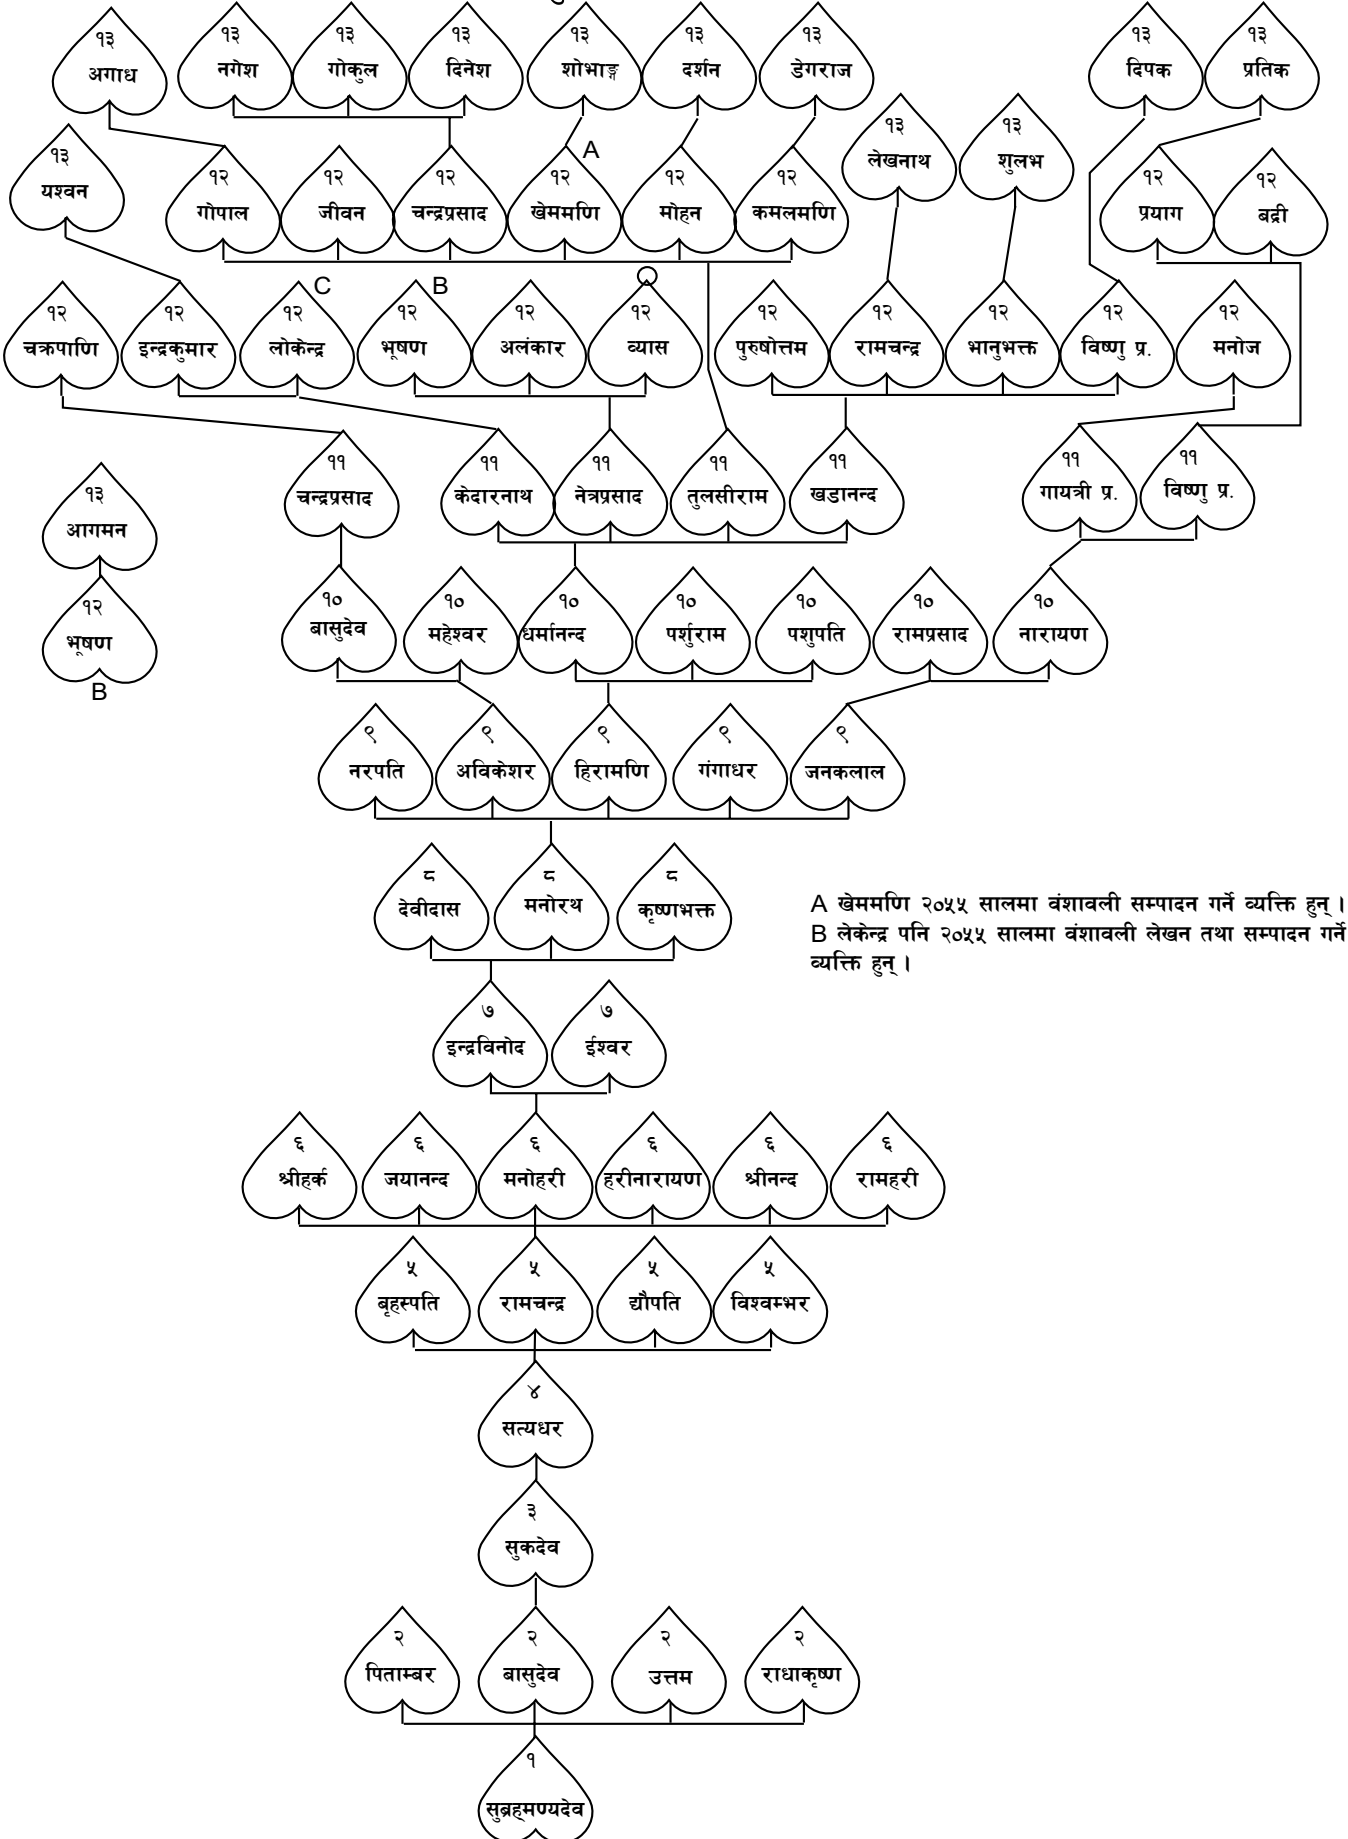 १३ १३ १३ १३ १३ १३ १३ १३ १३
अगाध नगेश गोकुल दिनेश शोभाङ्ग दर्शन डेगराज दिपक प्रतिक
१३ १३ १३
यश्वन लेखनाथ शुलभ
A
१२ १२ १२ १२ १२ १२ १२ १२
गोपाल जीवन चन्द्रप्रसाद खेममणि मोहन कमलमणि प्रयाग बद्री
C B
१२ १२ १२ १२ १२ १२ १२ १२ १२ १२ १२
चक्रपाणि इन्द्रकुमार लोकेन्द्र भूषण अलंकार व्यास पुरुषोत्तम रामचन्द्र भानुभक्त विष्णु प्र. मनोज
११ ११ ११ ११ ११ ११ ११
चन्द्रप्रसाद केदारनाथ नेत्रप्रसाद तुलसीराम खडानन्द गायत्री प्र. विष्णु प्र.
१३
आगमन
१२
भूषण
B
१० १० १० १० १० १० १०
बासुदेव महेश्वर धर्मानन्द पर्शुराम पशुपति रामप्रसाद नारायण
९ ९ ९ ९ ९
नरपति अविकेशर हिरामणि गंगाधर जनकलाल
८ ८ ८
देवीदास मनोरथ कृष्णभक्त
A खेममणि २०५५ सालमा वंशावली सम्पादन गर्ने व्यक्ति हुन् ।
B लेकेन्द्र पनि २०५५ सालमा वंशावली लेखन तथा सम्पादन गर्ने
व्यक्ति हुन् ।
७ ७
इन्द्रविनोद ईश्वर
६ ६ ६ ६ ६ ६
श्रीहर्क जयानन्द मनोहरी हरीनारायण श्रीनन्द रामहरी
५ ५ ५ ५
बृहस्पति रामचन्द्र द्यौपति विश्वम्भर
४
सत्यधर
३
सुकदेव
२ २ २ २
पिताम्बर बासुदेव उत्तम राधाकृष्ण
१
सुब्रह्मण्यदेव